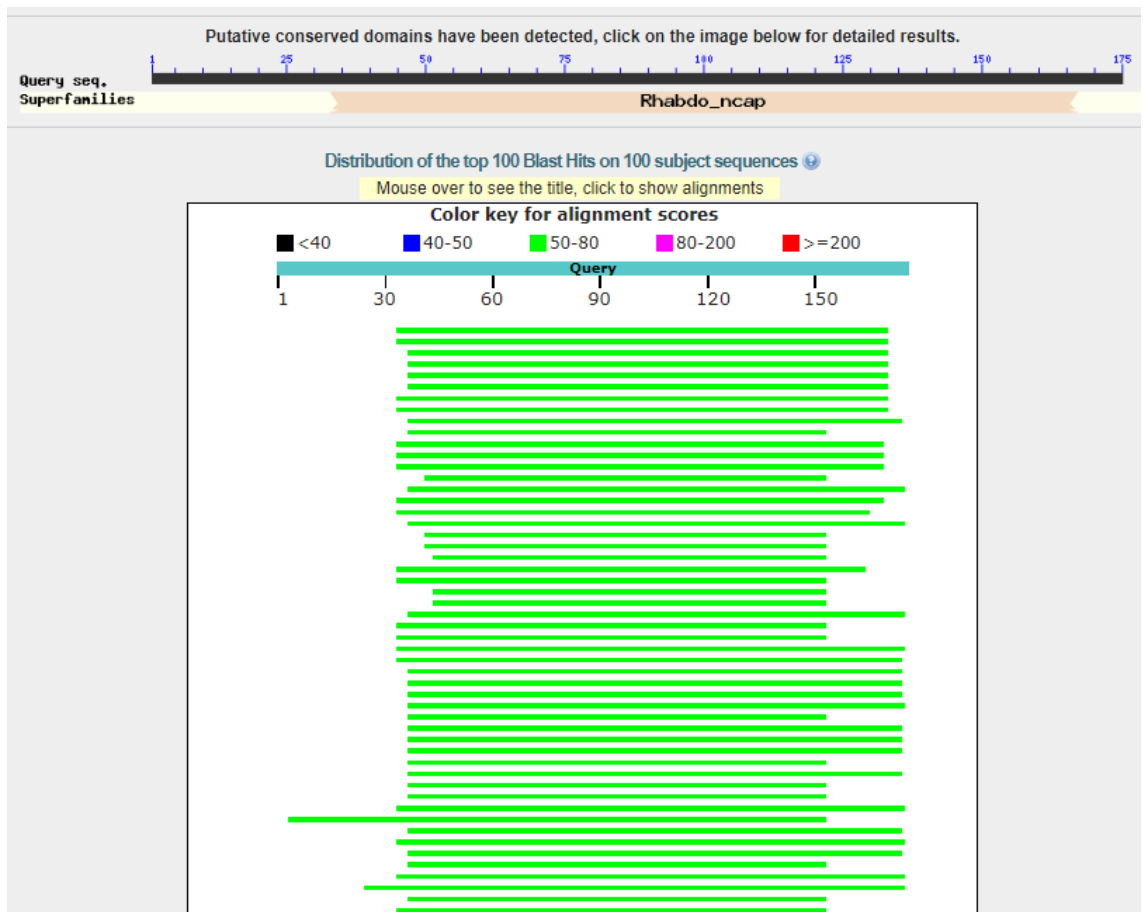 Putative conserved domains have been detected, click on the image below for detailed results.
1 25 50 75 100 125 150 175
Query seq.
Superfamilies Rhabdo_ncap
Distribution of the top 100 Blast Hits on 100 subject sequences ?
Mouse over to see the title, click to show alignments
Color key for alignment scores
<40 40-50 50-80 80-200 >=200
Query
1 30 60 90 120 150